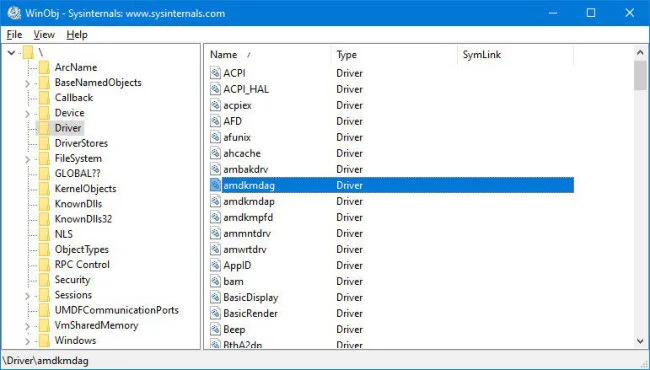 WinObj - Sysinternals: www.sysinternals.com
File View Help
\
ArcName
BaseNamedObjects
Callback
Device
Driver
DriverStores
FileSystem
GLOBAL??
KernelObjects
KnownDlls
KnownDlls32
NLS
ObjectTypes
RPC Control
Security
Sessions
UMDFCommunicationPorts
VmSharedMemory
Windows
Name / Type SymLink
ACPI Driver
ACPI_HAL Driver
acpiex Driver
AFD Driver
afunix Driver
ahcache Driver
ambakdrv Driver
amdkmdag Driver
amdkmdap Driver
amdkmpfd Driver
ammntdrv Driver
amwrtdrv Driver
AppID Driver
bam Driver
BasicDisplay Driver
BasicRender Driver
Beep Driver
BthA2dp Driver
\Driver\amdkmdag